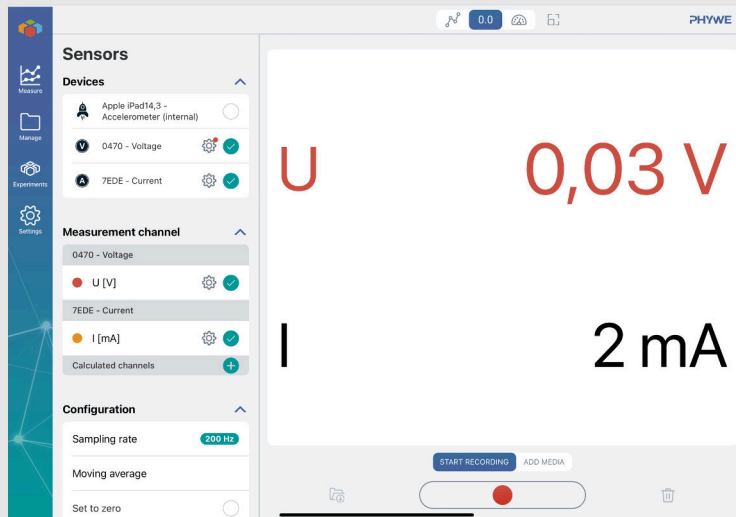 0.0
PHYWE
Measure
Manage
Experiments
Settings
Sensors
Devices
Apple iPad14,3 -
Accelerometer (internal)
V
0470 - Voltage
A
7EDE - Current
Measurement channel
0470 - Voltage
U [V]
7EDE - Current
I [mA]
Calculated channels
Configuration
Sampling rate
200 Hz
Moving average
Set to zero
U
0,03 V
I
2 mA
START RECORDING
ADD MEDIA